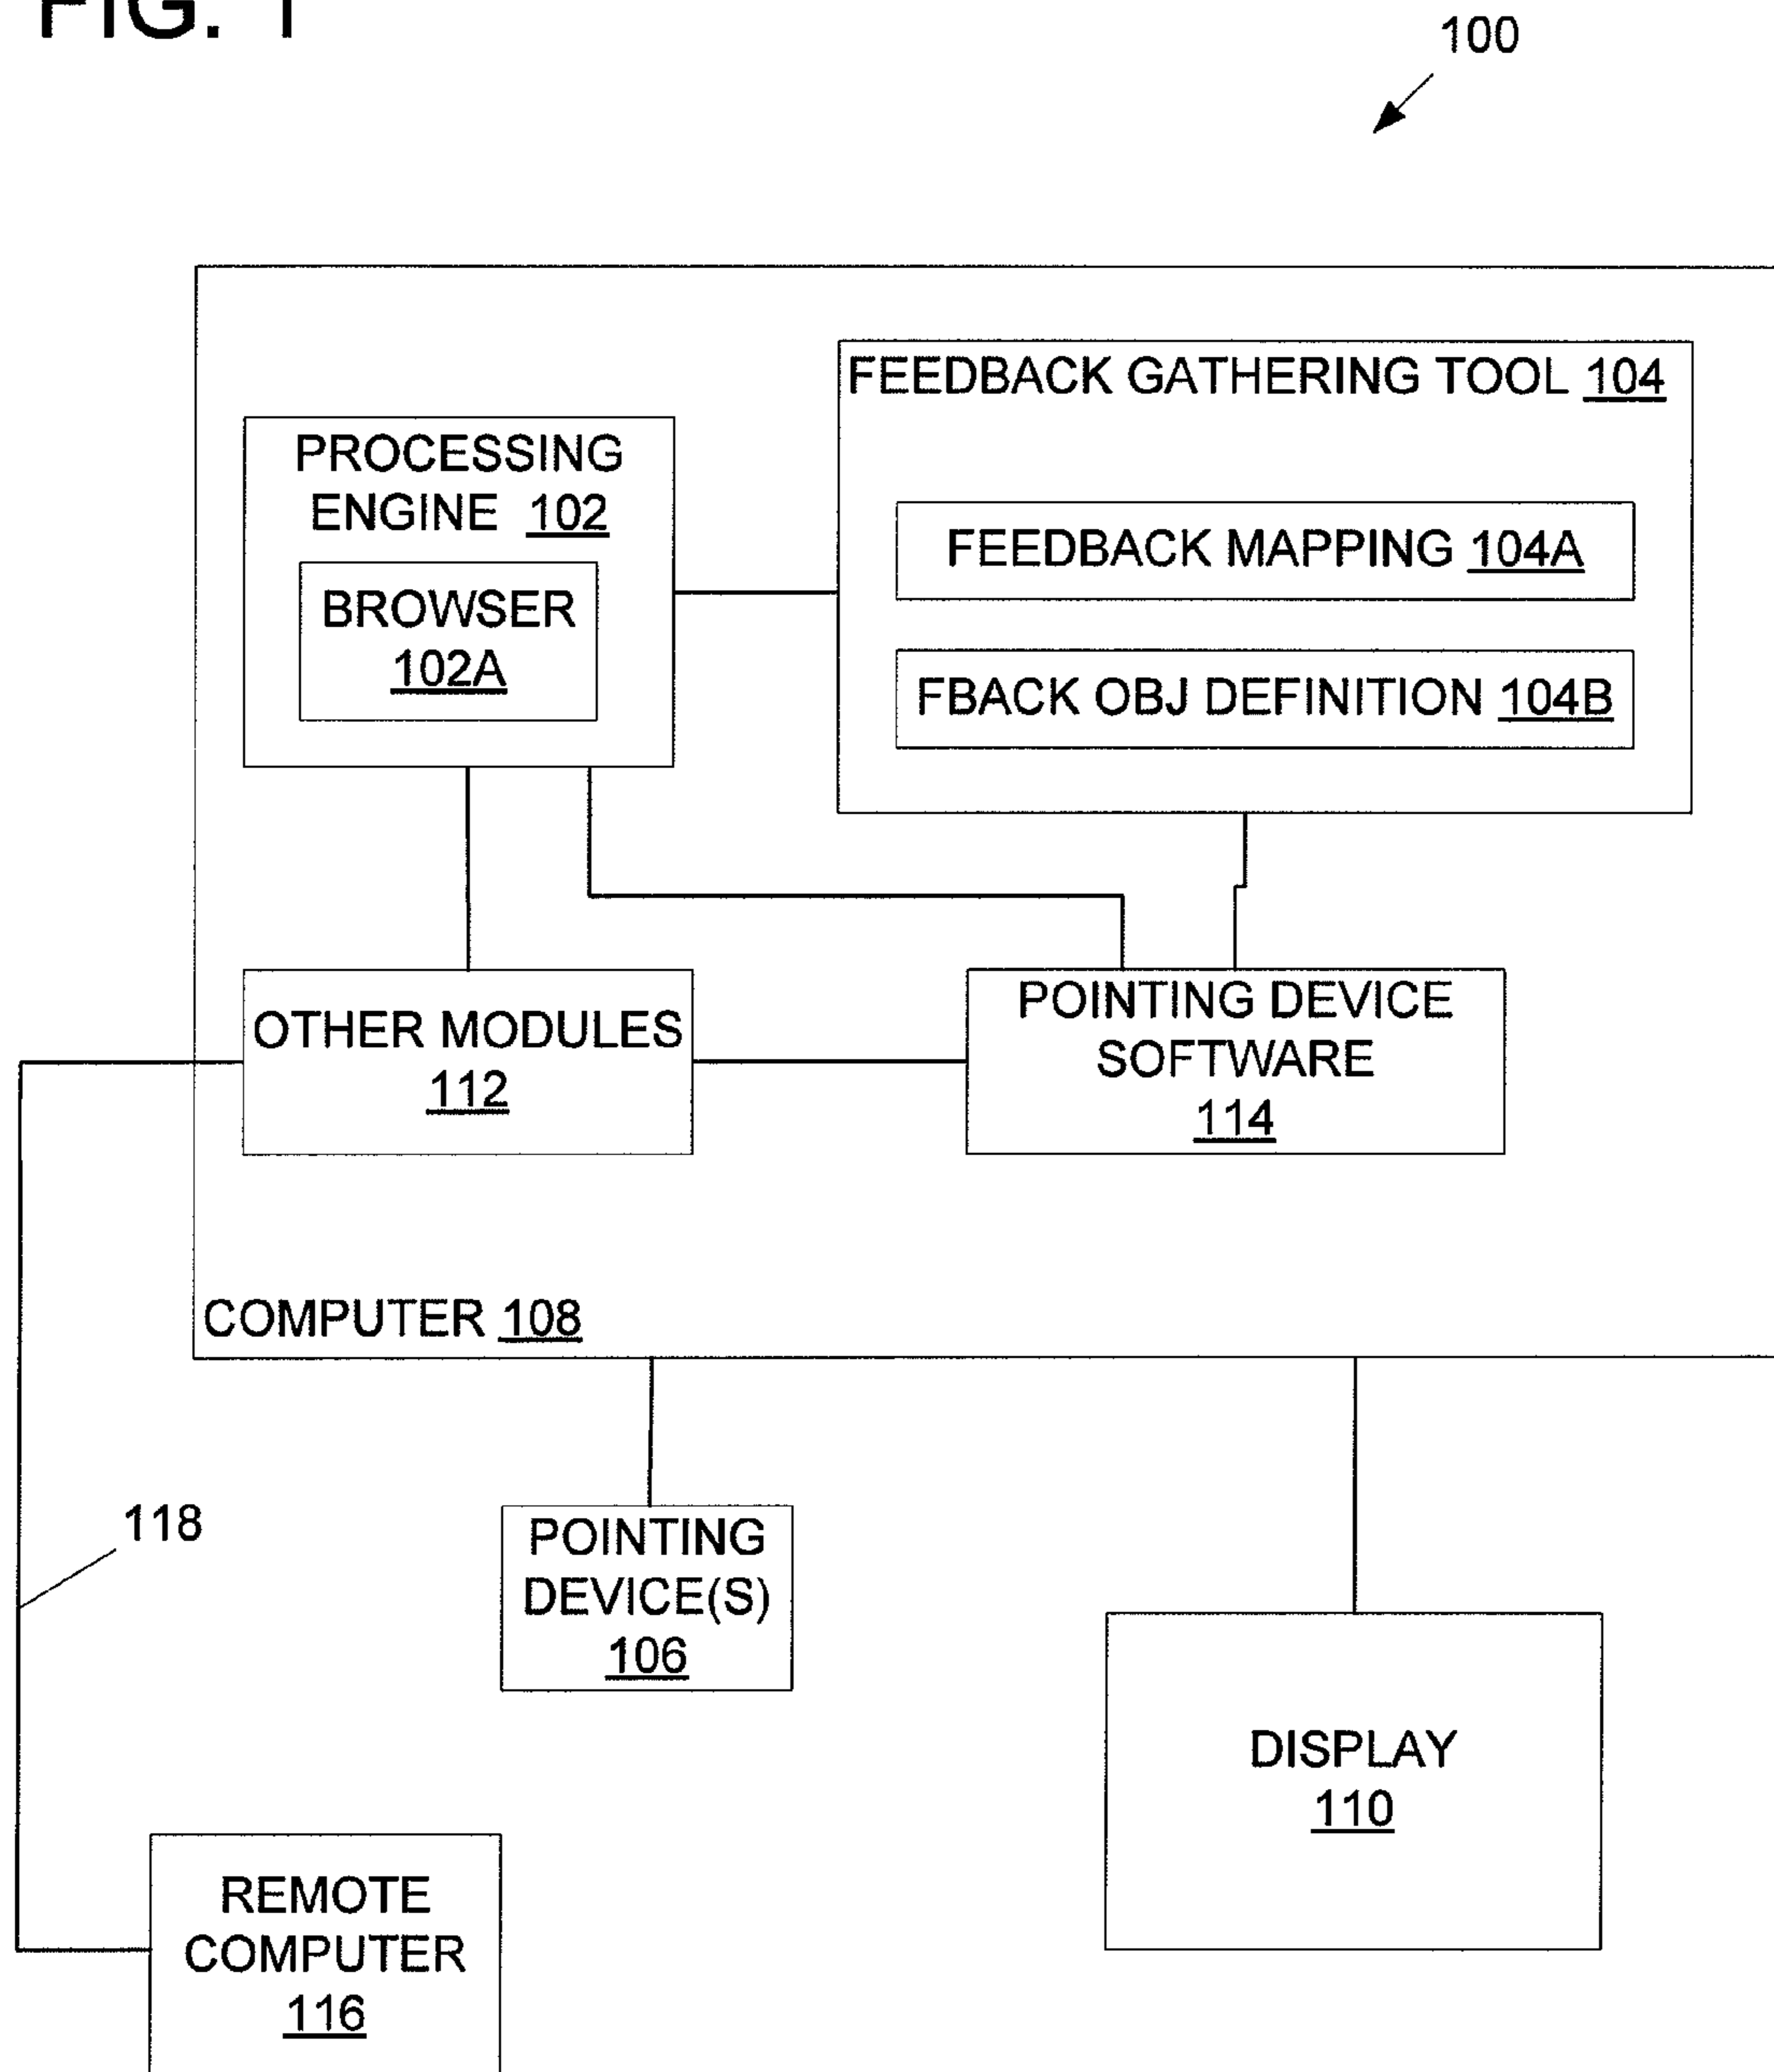 FIG. 1
100
FEEDBACK GATHERING TOOL 104
PROCESSING
ENGINE 102
BROWSER
102A
FEEDBACK MAPPING 104A
FBACK OBJ DEFINITION 104B
OTHER MODULES
112
POINTING DEVICE
SOFTWARE
114
COMPUTER 108
118
POINTING
DEVICE(S)
106
DISPLAY
110
REMOTE
COMPUTER
116